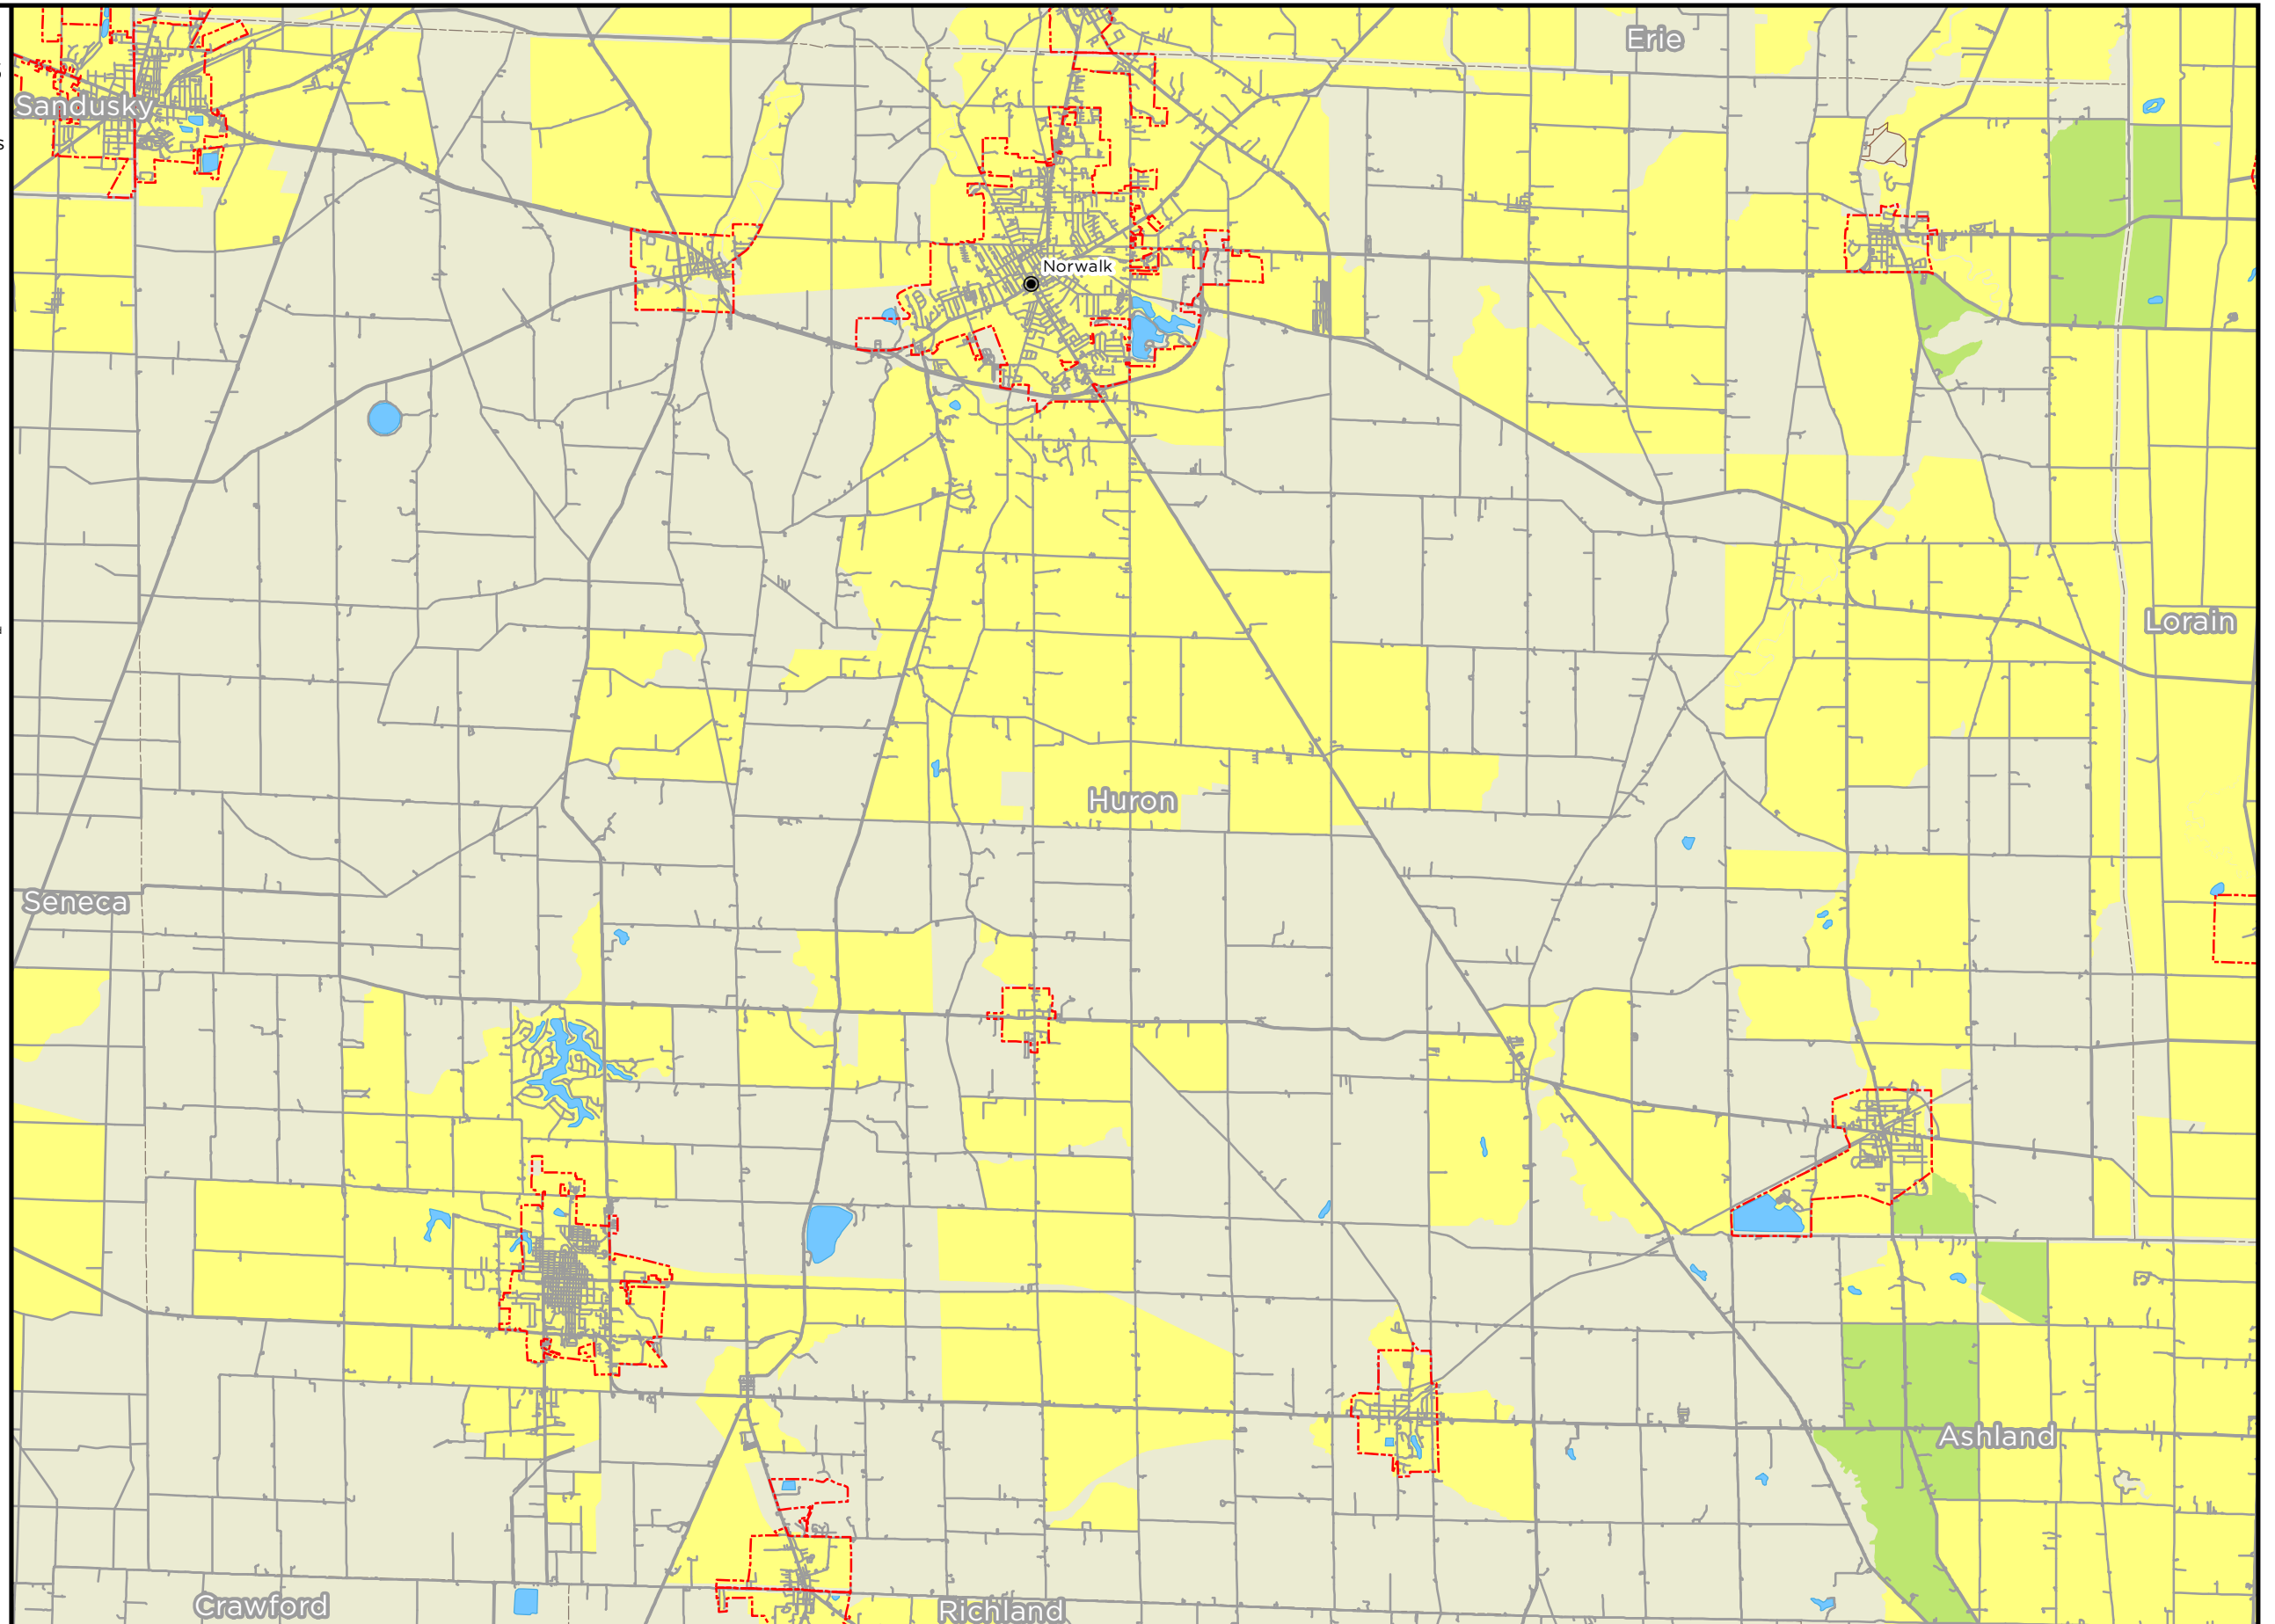 Erie
Sandusky
s
Norwalk
Lorain
Huron
Seneca
Ashland
Crawford
Richland